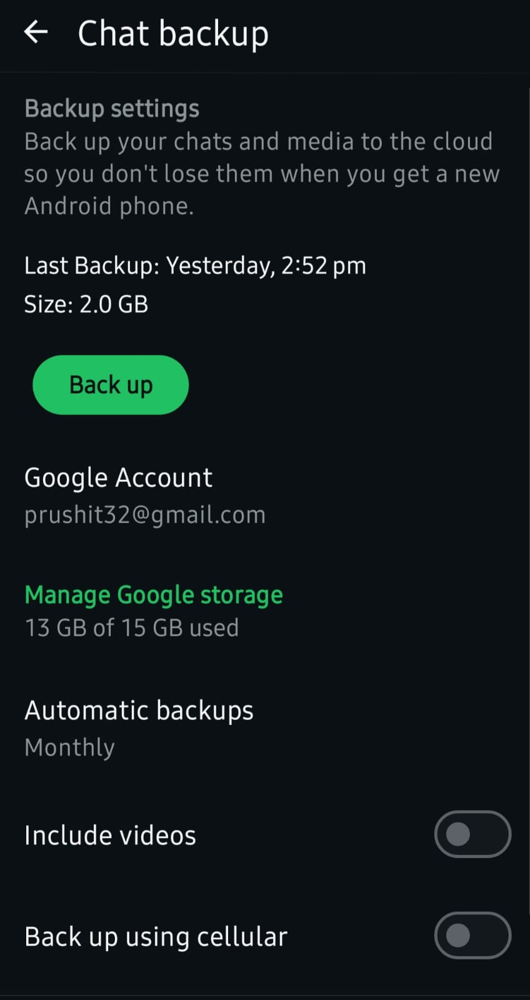 Chat backup
Backup settings
Back up your chats and media to the cloud
so you don't lose them when you get a new
Android phone.
Last Backup: Yesterday, 2:52 pm
Size: 2.0 GB
Back up
Google Account
prushit32@gmail.com
Manage Google storage
13 GB of 15 GB used
Automatic backups
Monthly
Include videos
Back up using cellular